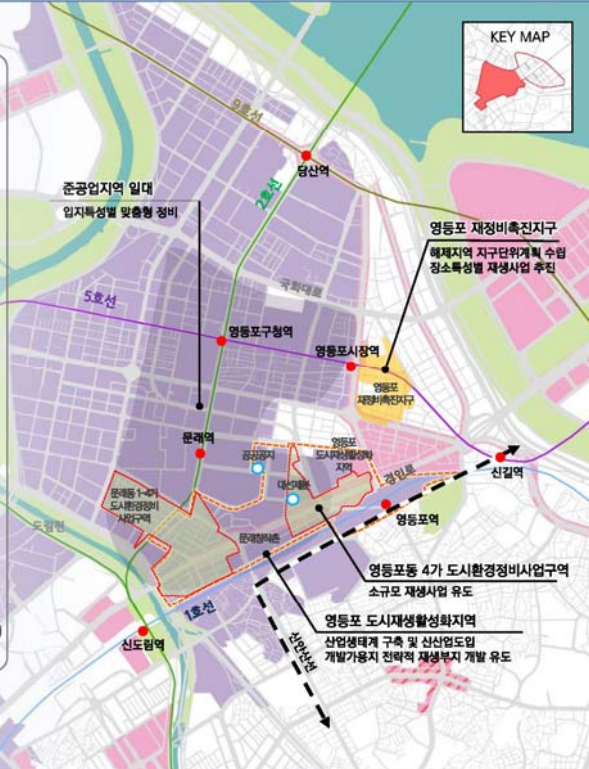 KEY MAP
9호선
당산역
준공업지역 일대
입지특성별 맞춤형 정비
2호선
영등포 재정비촉진지구
해제지역 지구단위계획 수립
장소특성별 재생사업 추진
국회대로
5호선
영등포구청역
영등포시장역
영등포
재정비촉진지구
문래역
공공공지
영등포
도시재생활성화
지역
신길역
경인로
대선제분
문래동 1~4가
도시환경정비
사업구역
영등포역
도림천
문래창작촌
영등포동 4가 도시환경정비사업구역
소규모 재생사업 유도
1호선
영등포 도시재생활성화지역
산업생태계 구축 및 신산업도입
개발가용지 전략적 재생부지 개발 유도
신도림역
신안산선